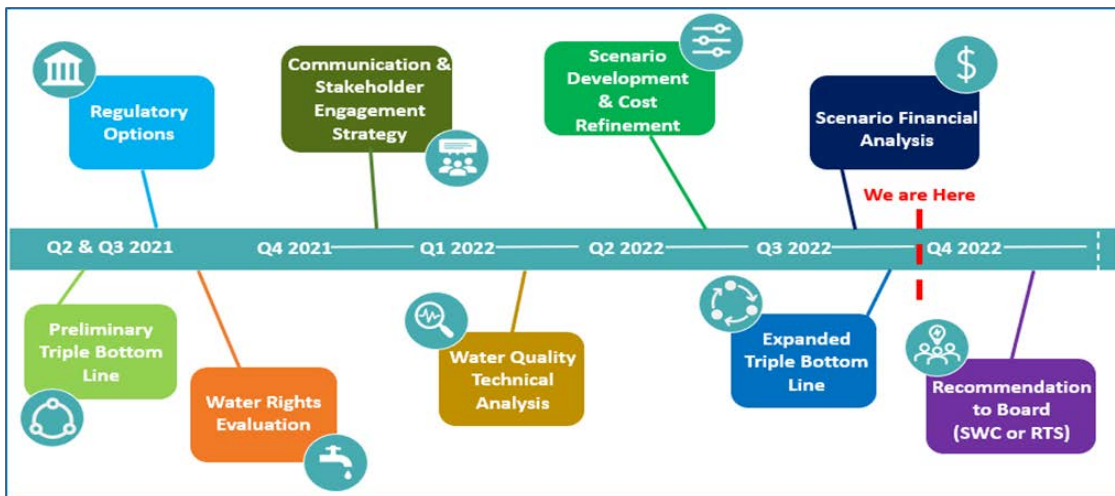 Regulatory
Options
Communication &
Stakeholder
Engagement
Strategy
Scenario
Development
& Cost
Refinement
$
Scenario Financial
Analysis
We are Here
Q2 & Q3 2021
Q4 2021
Q1 2022
Q2 2022
Q3 2022
Q4 2022
Preliminary
Triple Bottom
Line
Water Rights
Evaluation
Water Quality
Technical
Analysis
Expanded
Triple Bottom
Line
Recommendation
to Board
(SWC or RTS)